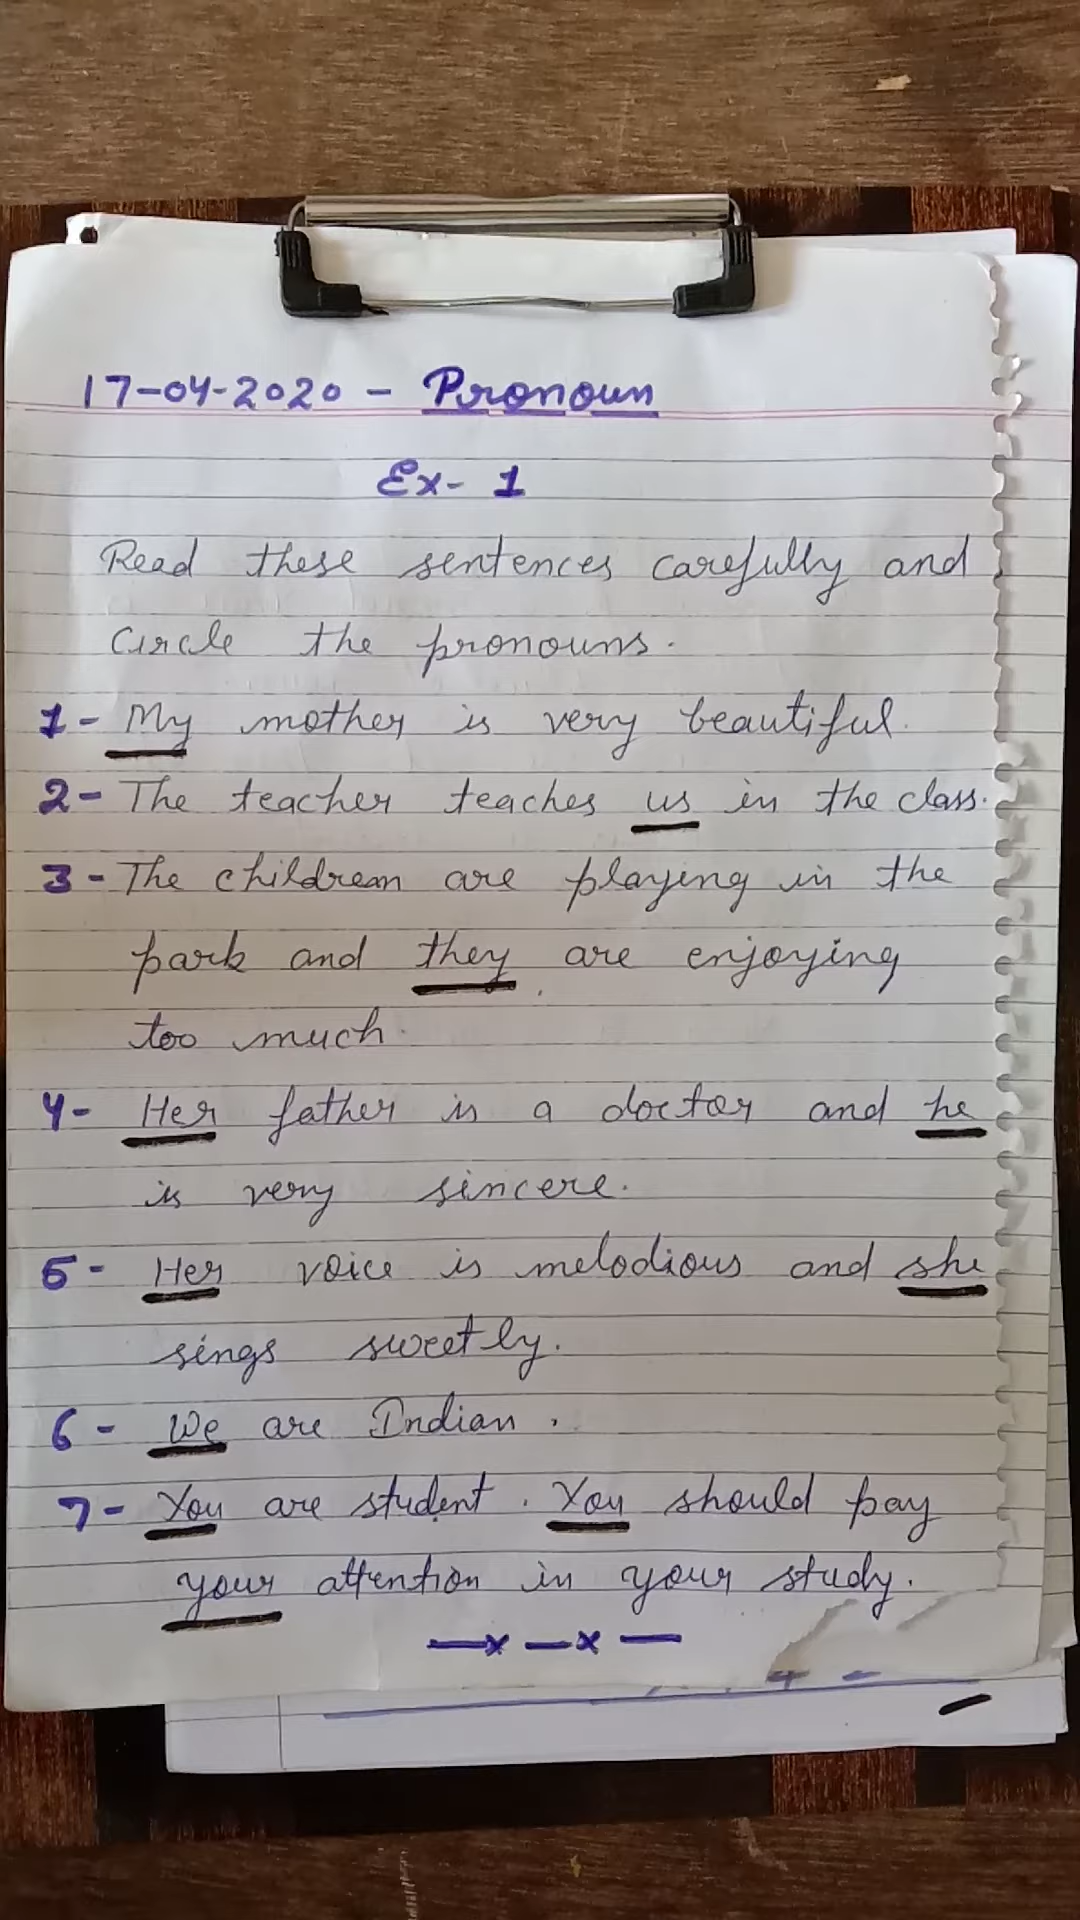 17-04-2020 - Pronoun
Ex- 1
Read these sentences carefully and
circle the pronouns.
1- My mother is very beautiful.
2- The teacher teaches us in the class.
3- The children are playing in the
park and they are enjoying
too much.
4- Her father is a doctor and he
is very sincere.
5- Her voice is melodious and she
sings sweetly.
6- We are Indian.
7- You are student. You should pay
your attention in your study.
—x—x—